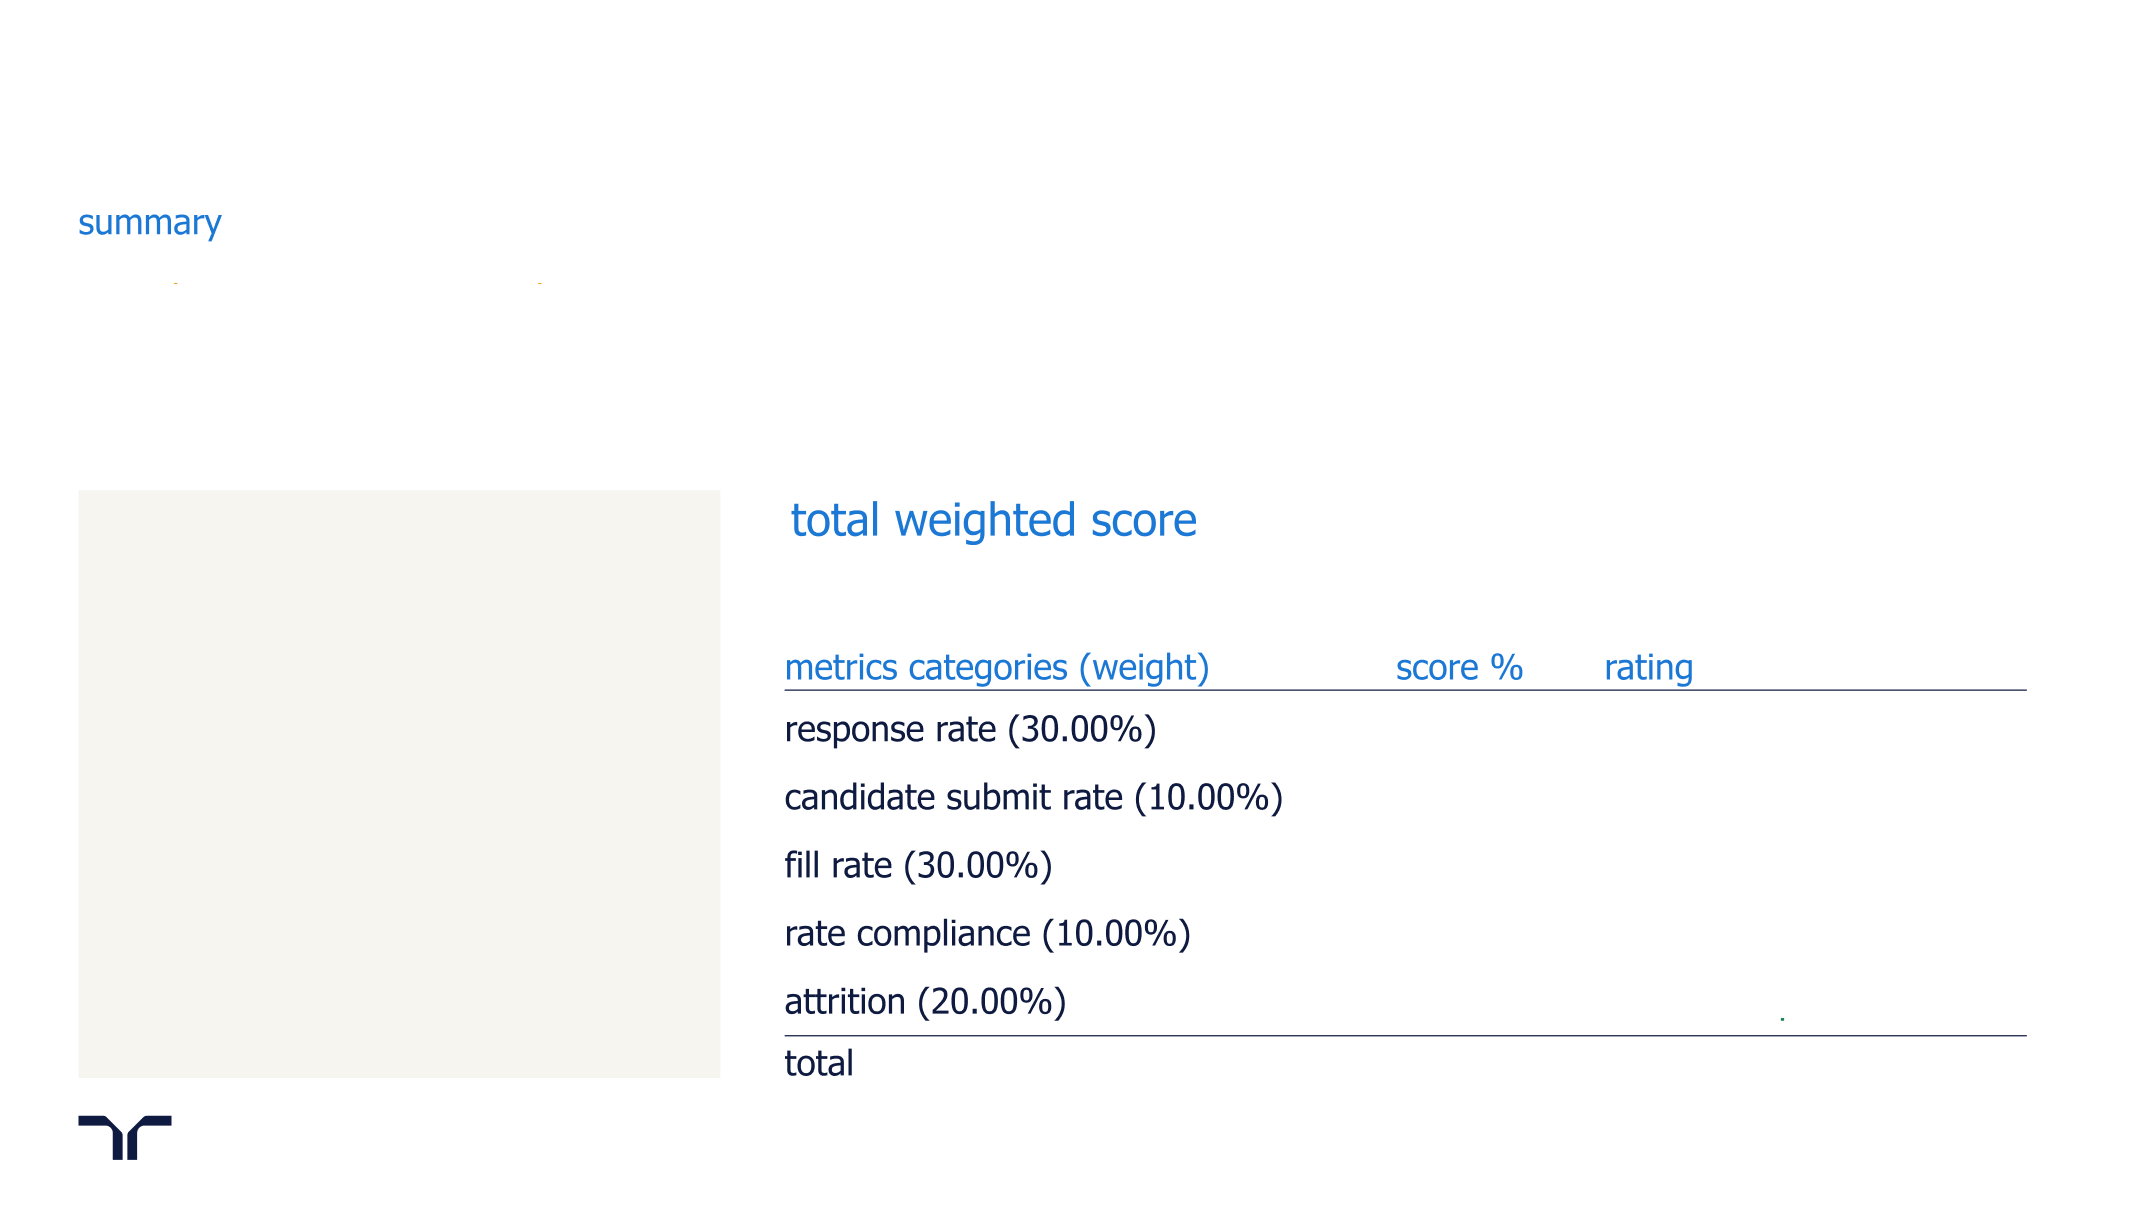 summary
total weighted score
metrics categories (weight) score % rating
response rate (30.00%)
candidate submit rate (10.00%)
fill rate (30.00%)
rate compliance (10.00%)
attrition (20.00%)
total